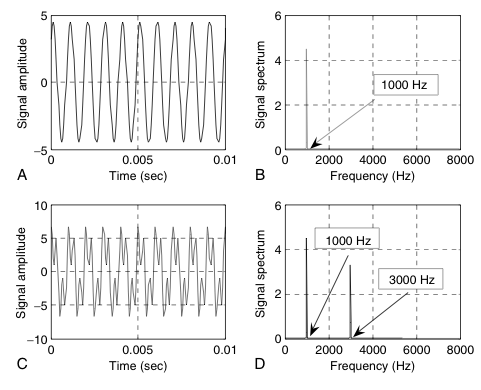 5
0
−5
0
0.005
0.01
Signal amplitude
Time (sec)
A
6
4
2
0
0
2000
4000
6000
8000
Signal spectrum
1000 Hz
Frequency (Hz)
B
10
5
0
−5
−10
0
0.005
0.01
Signal amplitude
Time (sec)
C
6
4
2
0
0
2000
4000
6000
8000
Signal spectrum
1000 Hz
3000 Hz
Frequency (Hz)
D